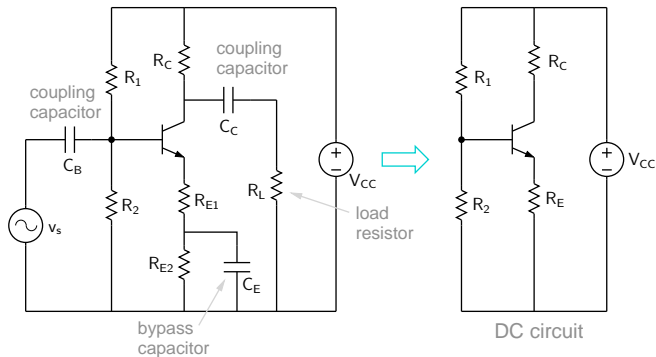 coupling
capacitor
coupling
capacitor
R1
RC
CC
CB
R2
RE1
RL
VCC
vs
RE2
CE
load
resistor
bypass
capacitor
R1
RC
R2
RE
VCC
DC circuit